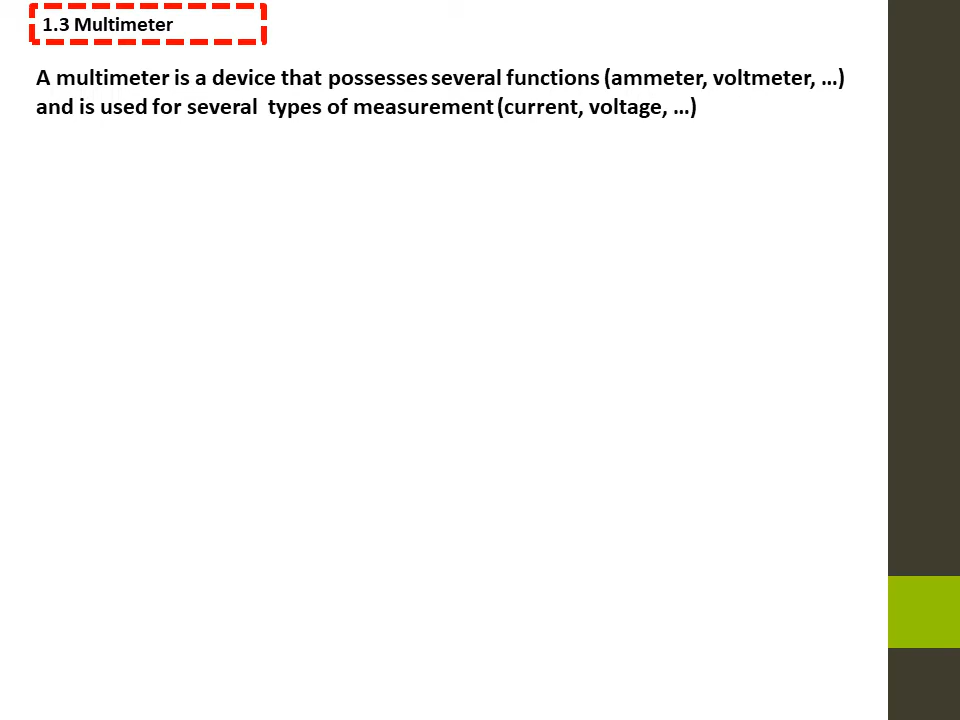 1.3 Multimeter
A multimeter is a device that possesses several functions (ammeter, voltmeter, …)
and is used for several  types of measurement (current, voltage, …)